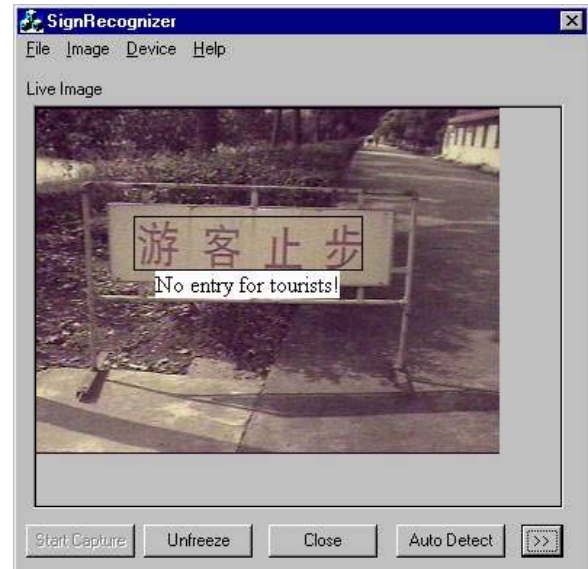 SignRecognizer
File Image Device Help
Live Image
游客止步
No entry for tourists!
Start Capture Unfreeze Close Auto Detect >>